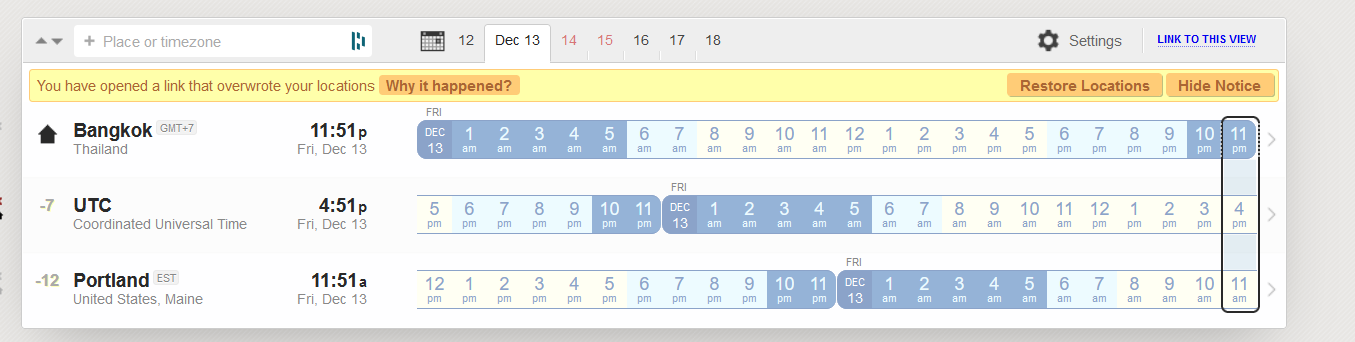 + Place or timezone 12 Dec 13 14 15 16 17 18 Settings LINK TO THIS VIEW
You have opened a link that overwrote your locations Why it happened? Restore Locations Hide Notice
FRI
Bangkok GMT+7 11:51p DEC 13 1 am 2 am 3 am 4 am 5 am 6 am 7 am 8 am 9 am 10 am 11 am 12 pm 1 pm 2 pm 3 pm 4 pm 5 pm 6 pm 7 pm 8 pm 9 pm 10 pm 11 pm
Thailand Fri, Dec 13
FRI
-7 UTC 4:51p 5 pm 6 pm 7 pm 8 pm 9 pm 10 pm 11 pm DEC 13 1 am 2 am 3 am 4 am 5 am 6 am 7 am 8 am 9 am 10 am 11 am 12 pm 1 pm 2 pm 3 pm 4 pm
Coordinated Universal Time Fri, Dec 13
FRI
-12 Portland EST 11:51a 12 pm 1 pm 2 pm 3 pm 4 pm 5 pm 6 pm 7 pm 8 pm 9 pm 10 pm 11 pm DEC 13 1 am 2 am 3 am 4 am 5 am 6 am 7 am 8 am 9 am 10 am 11 am
United States, Maine Fri, Dec 13